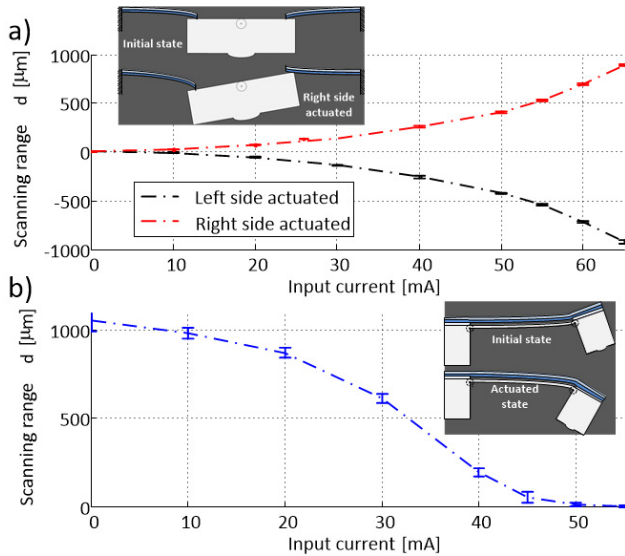 a)
1000
500
0
-500
-1000
Scanning range d [μm]
Initial state
Right side
actuated
Left side actuated
Right side actuated
0
10
20
30
40
50
60
Input current [mA]
b)
1000
500
0
Scanning range d [μm]
Initial state
Actuated
state
0
10
20
30
40
50
Input current [mA]